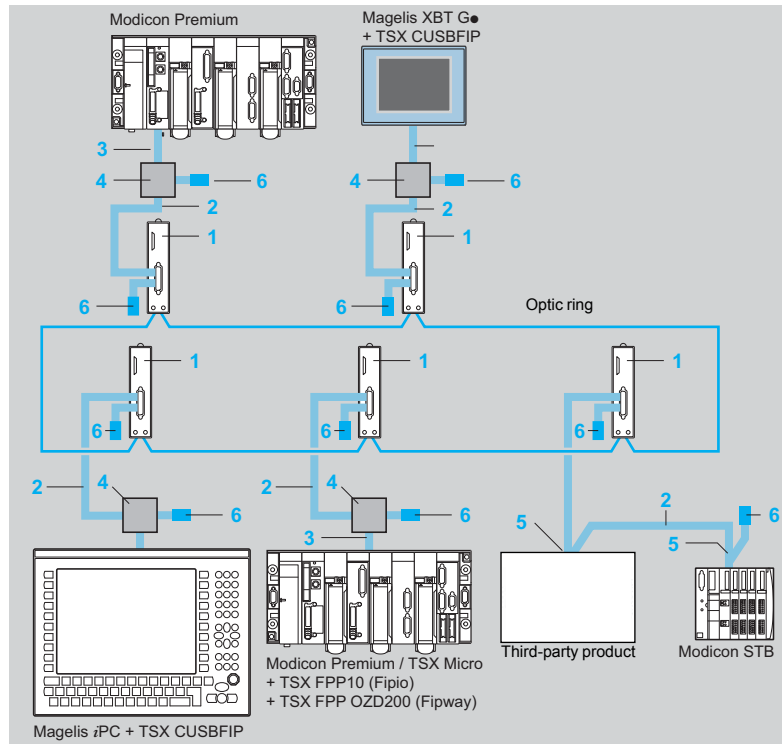 Modicon Premium
Magelis XBT G●
+ TSX CUSBFIP
3
4
6
4
6
2
2
1
1
6
6
Optic ring
1
1
1
6
6
6
2
4
6
2
4
6
3
5
2
6
5
Third-party product
Modicon STB
Modicon Premium / TSX Micro
+ TSX FPP10 (Fipio)
+ TSX FPP OZD200 (Fipway)
Magelis iPC + TSX CUSBFIP